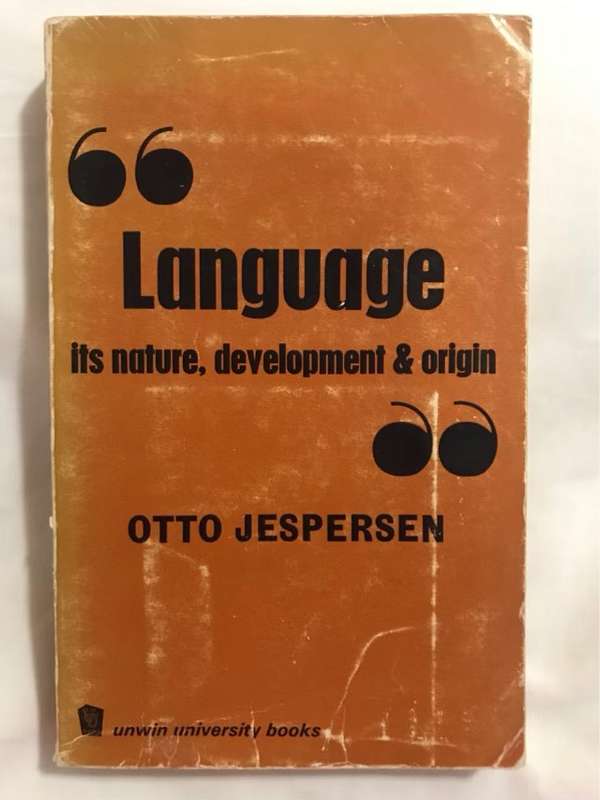 “
Language
its nature, development & origin
”
OTTO JESPERSEN
unwin university books